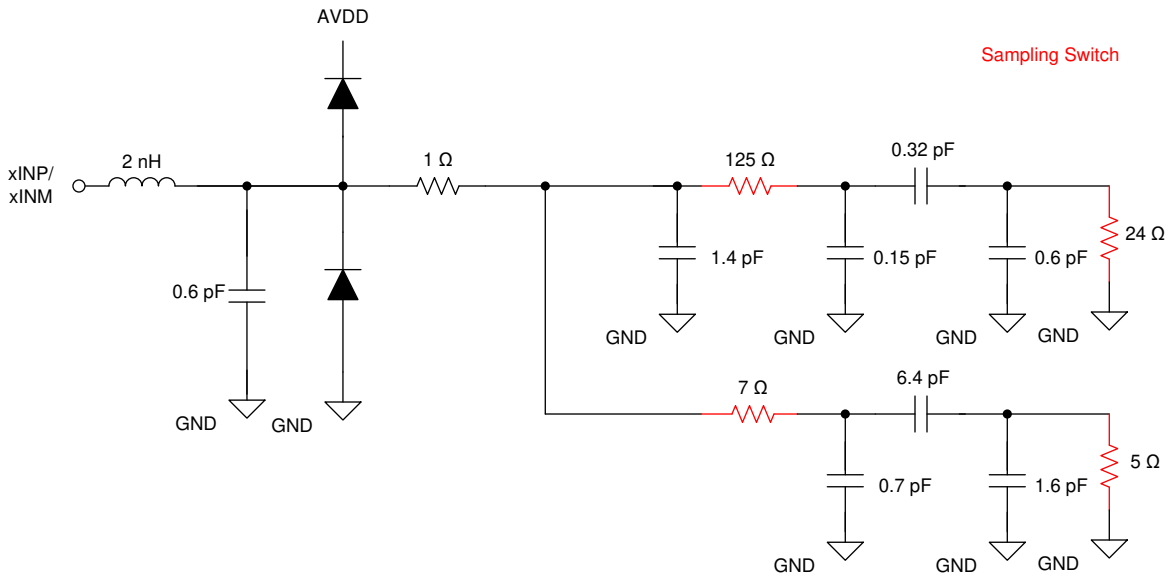 AVDD
Sampling Switch
xINP/
xINM
2 nH
1 Ω
125 Ω
0.32 pF
24 Ω
1.4 pF
0.15 pF
0.6 pF
0.6 pF
GND
GND
GND
GND
7 Ω
6.4 pF
GND
GND
5 Ω
0.7 pF
1.6 pF
GND
GND
GND